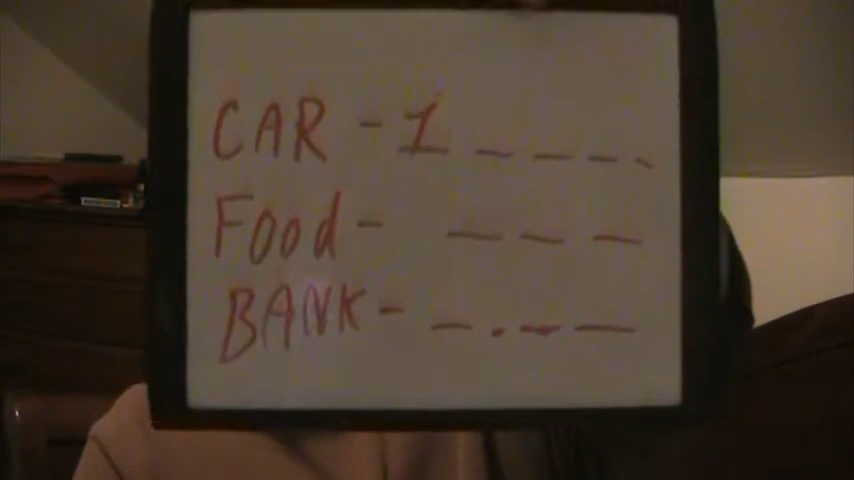 CAR - 1 _ _ _ _
Food - _ _ _
BANK - _ . _ _